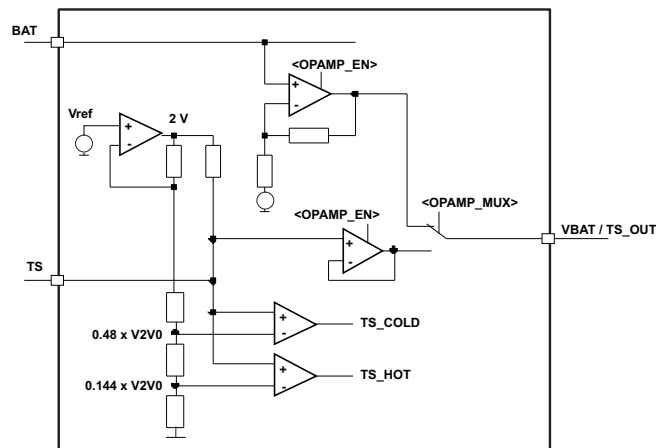 BAT
<OPAMP_EN>
Vref
2 V
+
-
+
-
<OPAMP_EN>
<OPAMP_MUX>
+
-
VBAT / TS_OUT
TS
+
-
TS_COLD
0.48 x V2V0
+
-
TS_HOT
0.144 x V2V0